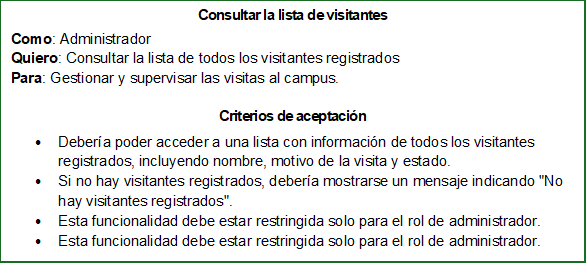 Consultar la lista de visitantes
Como: Administrador
Quiero: Consultar la lista de todos los visitantes registrados
Para: Gestionar y supervisar las visitas al campus.
Criterios de aceptación
• Debería poder acceder a una lista con información de todos los visitantes
registrados, incluyendo nombre, motivo de la visita y estado.
• Si no hay visitantes registrados, debería mostrarse un mensaje indicando "No
hay visitantes registrados".
• Esta funcionalidad debe estar restringida solo para el rol de administrador.
• Esta funcionalidad debe estar restringida solo para el rol de administrador.